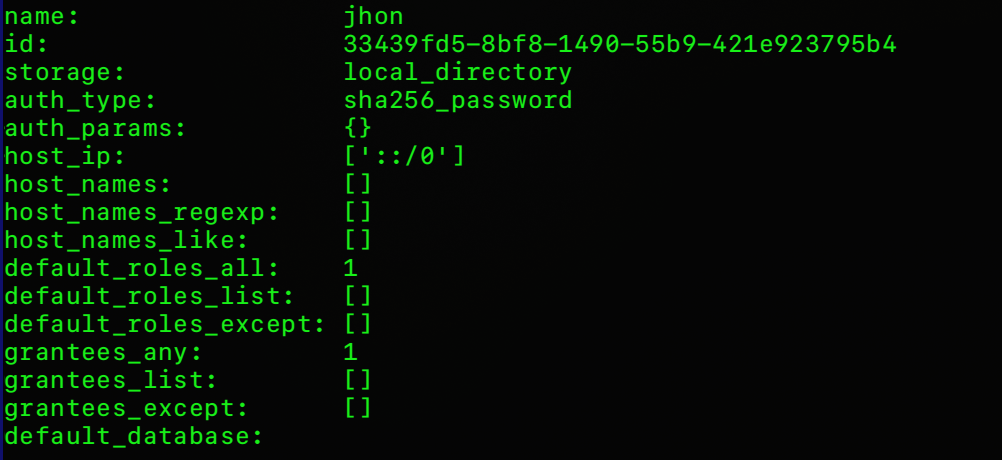 name: jhon
id: 33439fd5-8bf8-1490-55b9-421e923795b4
storage: local_directory
auth_type: sha256_password
auth_params: {}
host_ip: ['::/0']
host_names: []
host_names_regexp: []
host_names_like: []
default_roles_all: 1
default_roles_list: []
default_roles_except: []
grantees_any: 1
grantees_list: []
grantees_except: []
default_database: